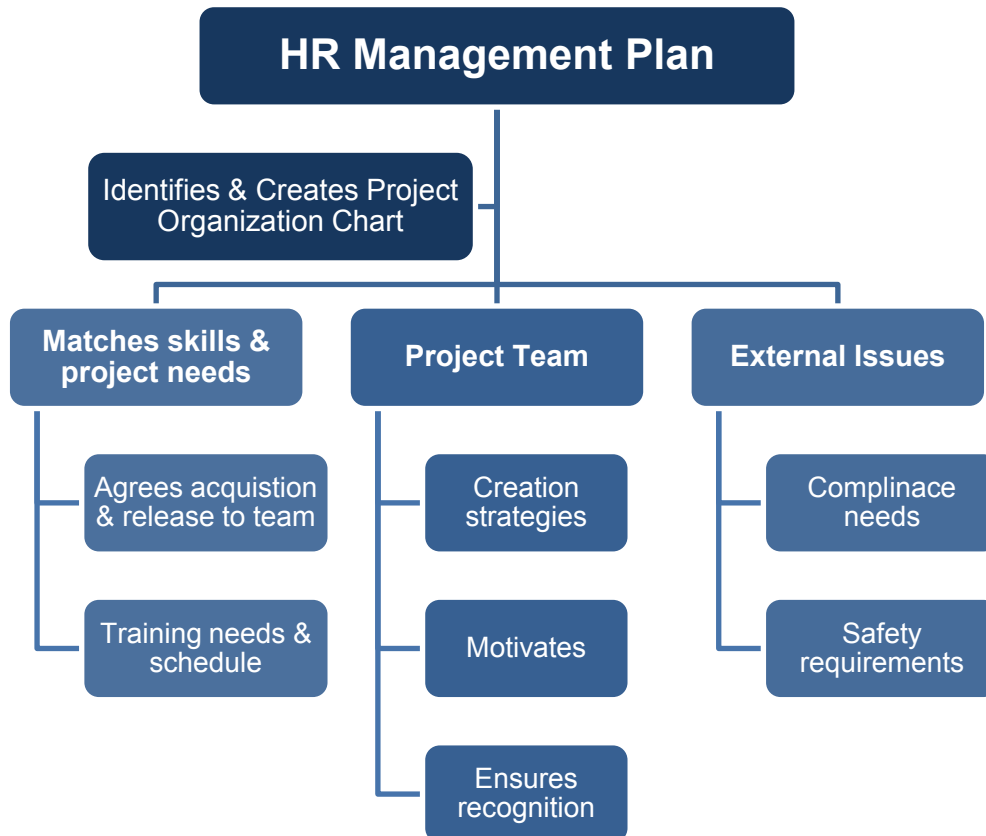 HR Management Plan
Identifies & Creates Project
Organization Chart
Matches skills &
project needs
Agrees acquistion
& release to team
Training needs &
schedule
Project Team
Creation
strategies
Motivates
Ensures
recognition
External Issues
Complinace
needs
Safety
requirements